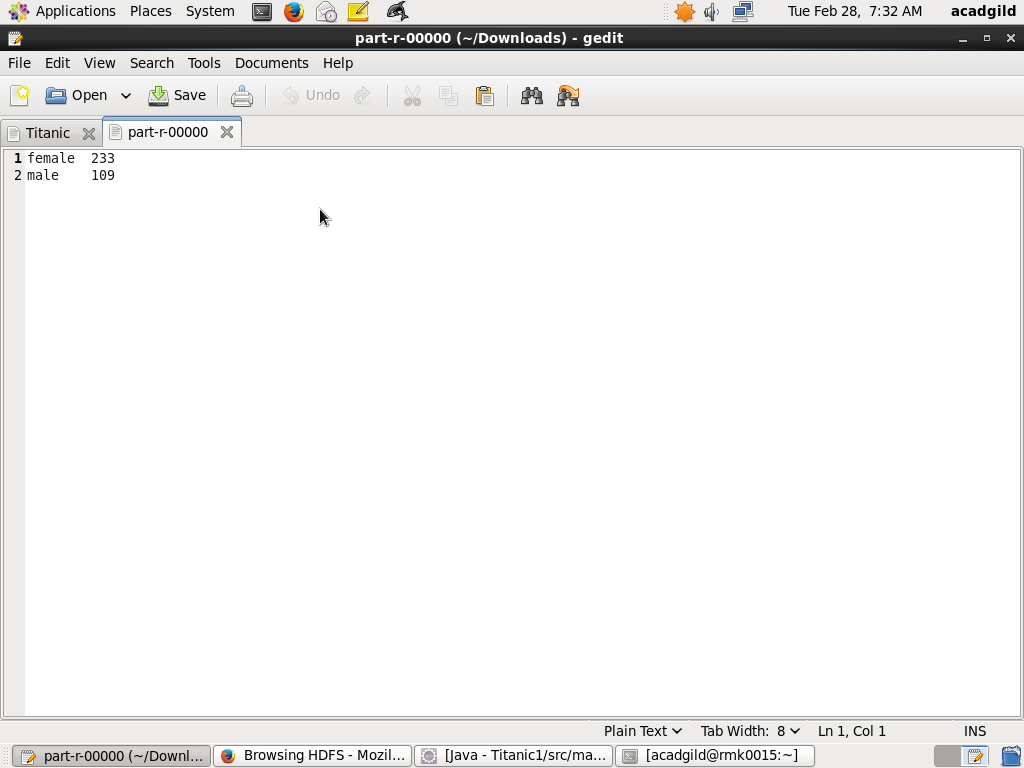 Applications Places System Tue Feb 28, 7:32 AM acadgild
part-r-00000 (~/Downloads) - gedit
File Edit View Search Tools Documents Help
Open Save Undo
Titanic part-r-00000
1 female 233
2 male 109
Plain Text Tab Width: 8 Ln 1, Col 1 INS
part-r-00000 (~/Downl... Browsing HDFS - Mozil... [Java - Titanic1/src/ma... [acadgild@rmk0015:~]